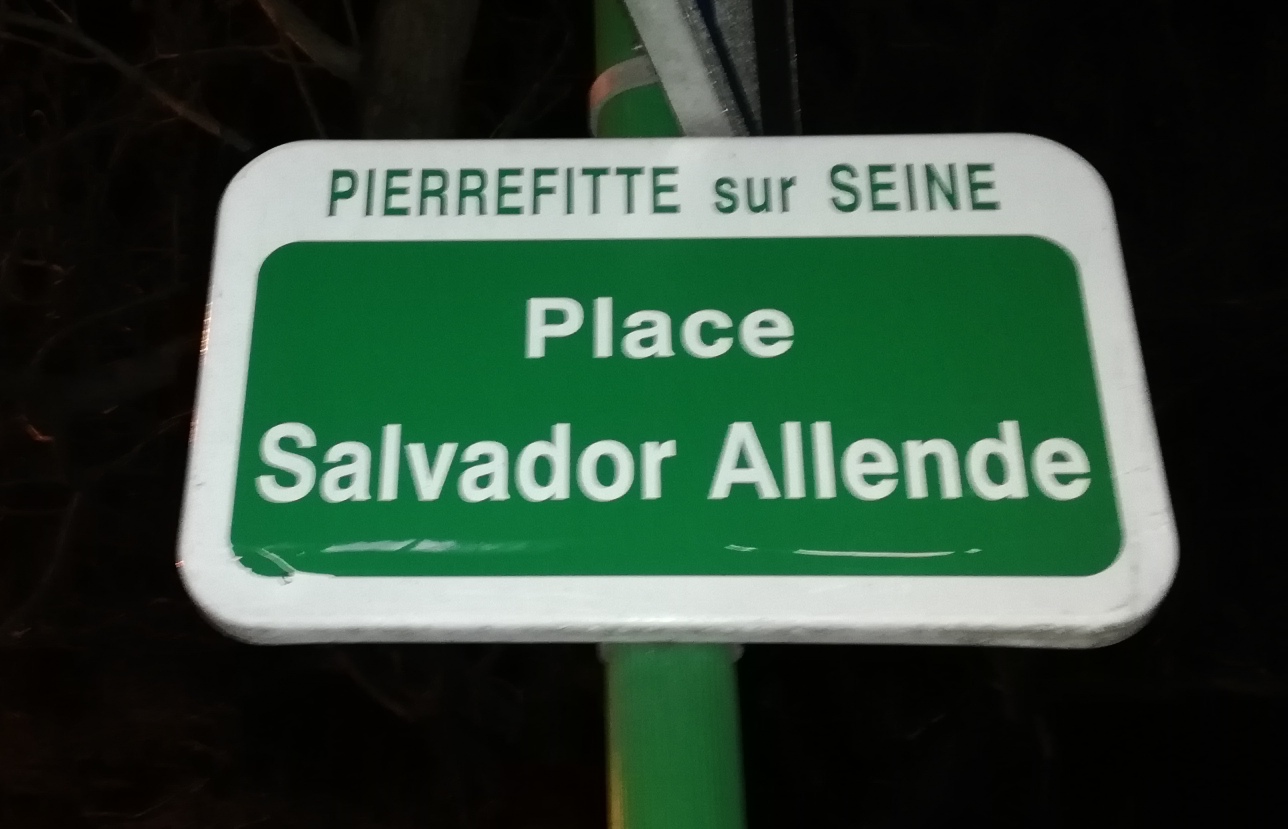 PIERREFITTE sur SEINE
Place
Salvador Allende